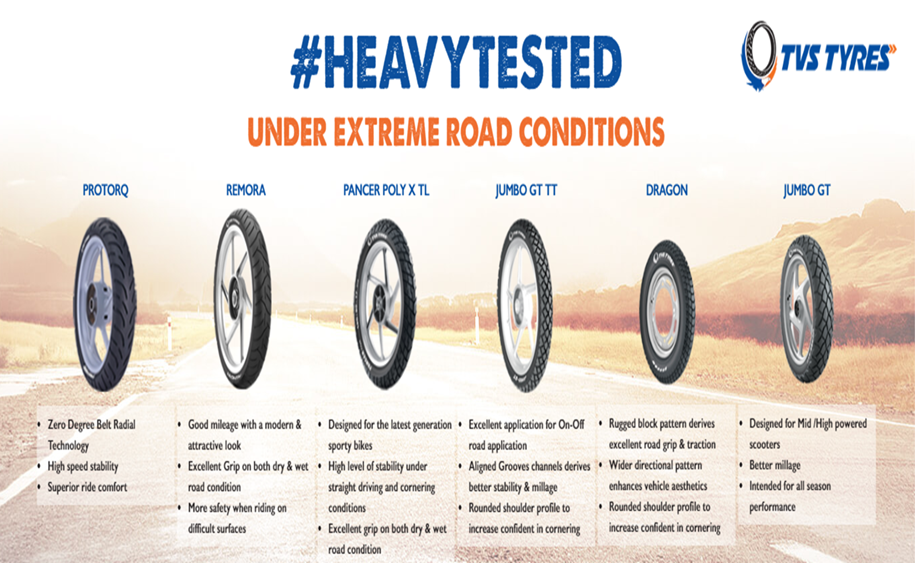 #HEAVYTESTED
TVS TYRES
UNDER EXTREME ROAD CONDITIONS
PROTORQ
REMORA
PANCER POLY X TL
JUMBO GT TT
DRAGON
JUMBO GT
• Zero Degree Belt Radial
Technology
• High speed stability
• Superior ride comfort
• Good mileage with a modern &
attractive look
• Excellent Grip on both dry & wet
road condition
• More safety when riding on
difficult surfaces
• Designed for the latest generation
sporty bikes
• High level of stability under
straight driving and cornering
conditions
• Excellent grip on both dry & wet
road condition
• Excellent application for On-Off
road application
• Aligned Grooves channels derives
better stability & millage
• Rounded shoulder profile to
increase confident in cornering
• Rugged block pattern derives
excellent road grip & traction
• Wider directional pattern
enhances vehicle aesthetics
• Rounded shoulder profile to
increase confident in cornering
• Designed for Mid /High powered
scooters
• Better millage
• Intended for all season
performance